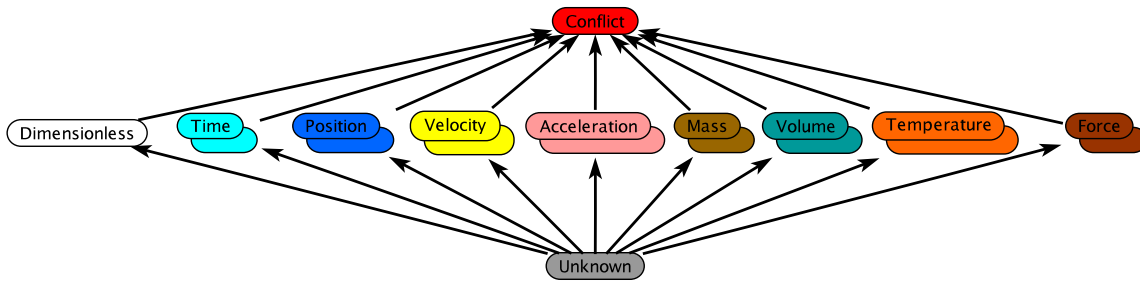 Conflict
Dimensionless
Time
Position
Velocity
Acceleration
Mass
Volume
Temperature
Force
Unknown